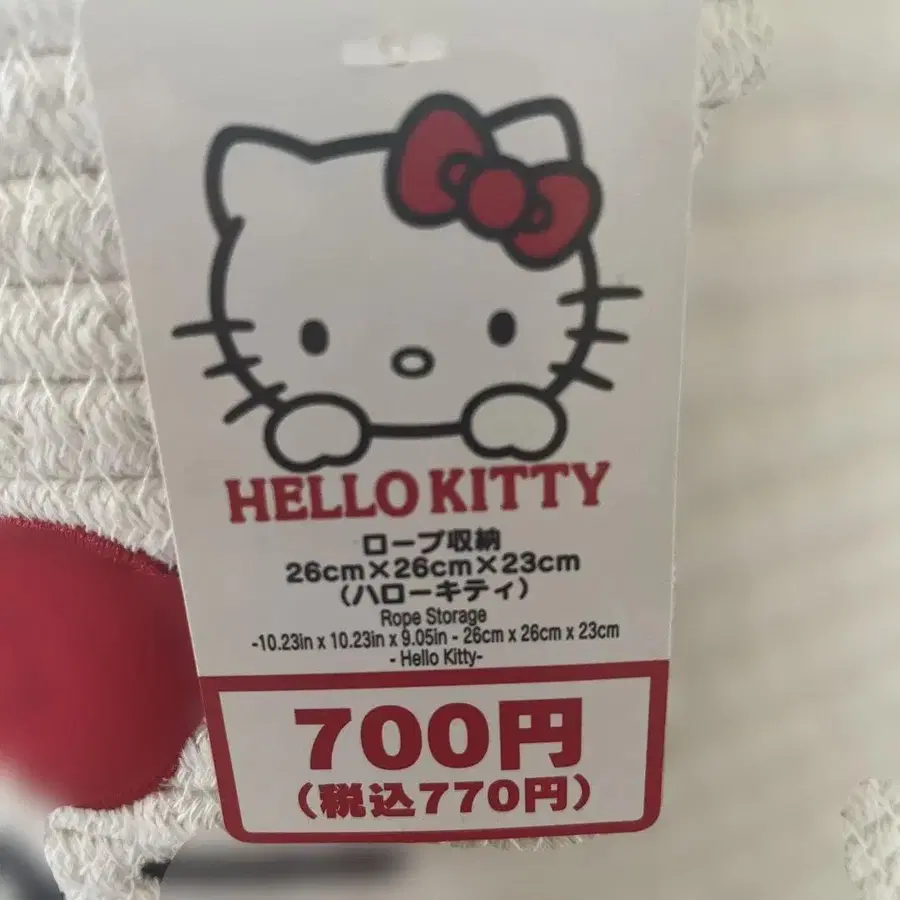 HELLO KITTY
ロープ収納
26cm×26cm×23cm
（ハローキティ）
Rope Storage
-10.23in x 10.23in x 9.05in - 26cm x 26cm x 23cm
- Hello Kitty-
700円
（税込770円）